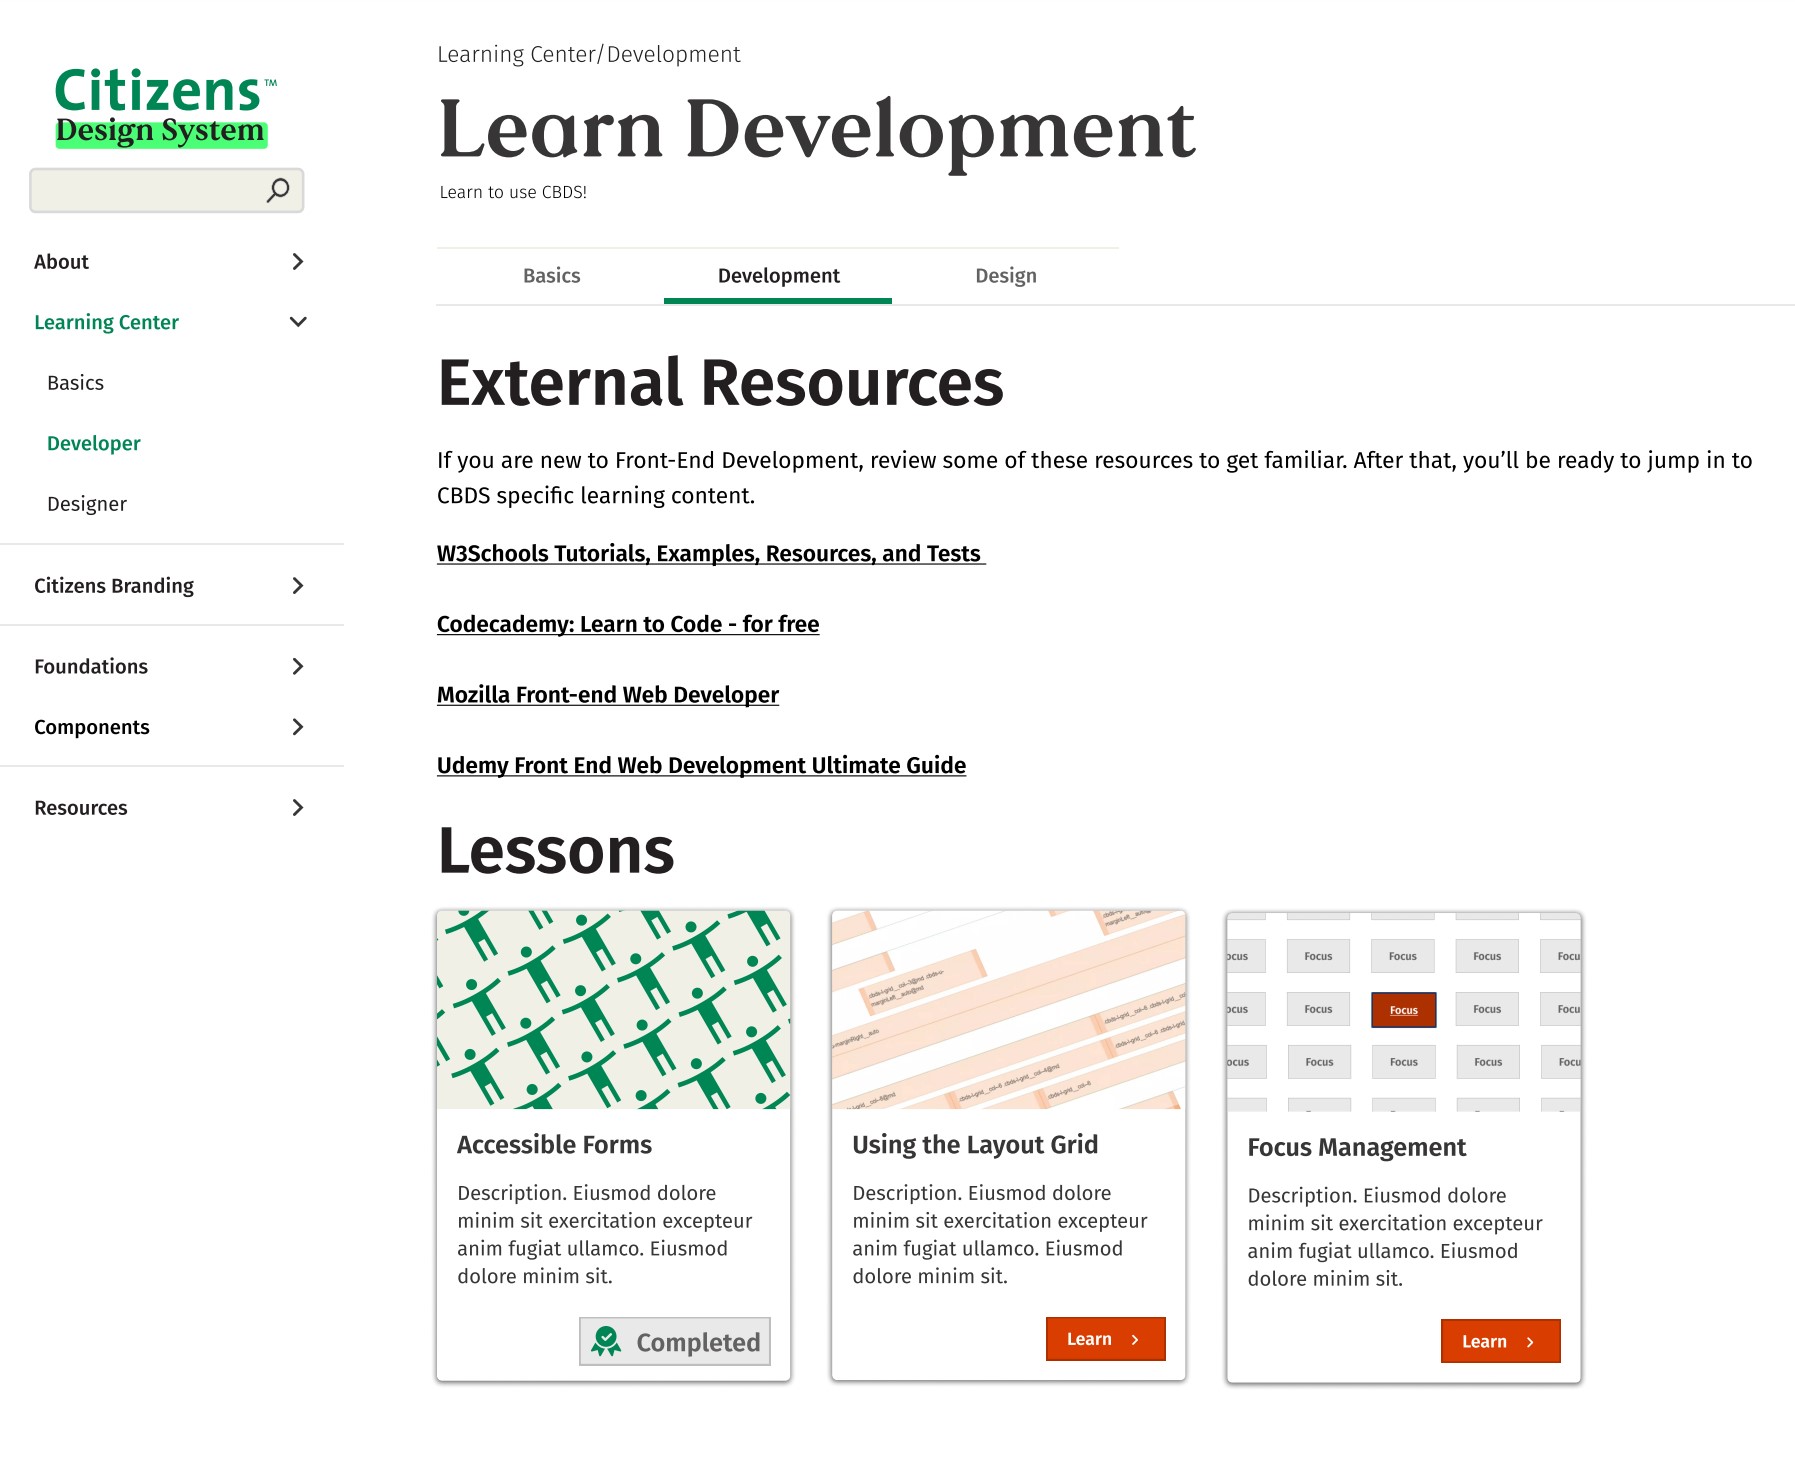 Citizens™
Design System
About
Learning Center
Basics
Developer
Designer
Citizens Branding
Foundations
Components
Resources
Learning Center/Development
Learn Development
Learn to use CBDS!
Basics
Development
Design
External Resources
If you are new to Front-End Development, review some of these resources to get familiar. After that, you’ll be ready to jump in to
CBDS specific learning content.
W3Schools Tutorials, Examples, Resources, and Tests
Codecademy: Learn to Code - for free
Mozilla Front-end Web Developer
Udemy Front End Web Development Ultimate Guide
Lessons
Accessible Forms
Description. Eiusmod dolore
minim sit exercitation excepteur
anim fugiat ullamco. Eiusmod
dolore minim sit.
Completed
Using the Layout Grid
Description. Eiusmod dolore
minim sit exercitation excepteur
anim fugiat ullamco. Eiusmod
dolore minim sit.
Learn
ocus Focus Focus Focus Focu
ocus Focus Focus Focus Focu
ocus Focus Focus Focus Focu
Focus Management
Description. Eiusmod dolore
minim sit exercitation excepteur
anim fugiat ullamco. Eiusmod
dolore minim sit.
Learn